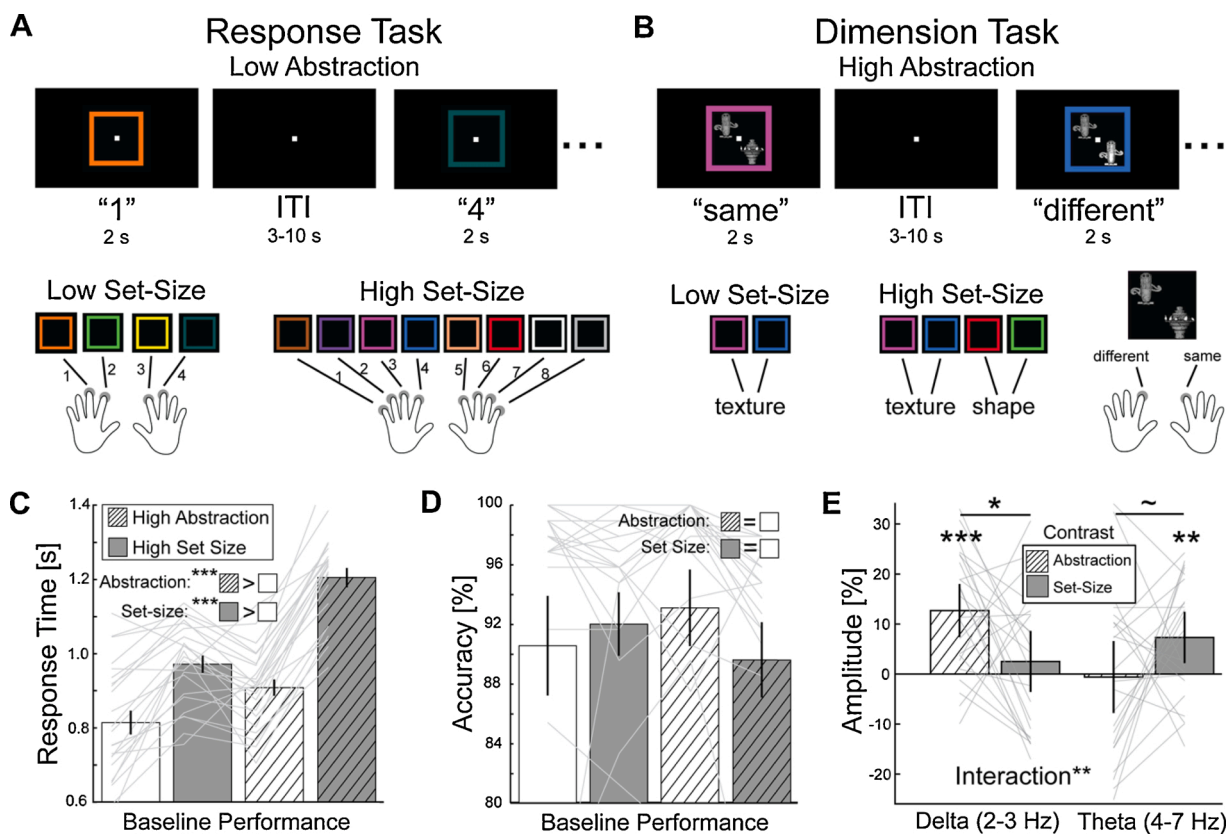 A
Response Task
Low Abstraction
“1”
ITI
“4”
2 s
3-10 s
2 s
Low Set-Size
High Set-Size
1
2
3
4
1
2
3
4
5
6
7
8
B
Dimension Task
High Abstraction
“same”
ITI
“different”
2 s
3-10 s
2 s
Low Set-Size
High Set-Size
texture
texture
shape
different
same
C
Response Time [s]
1.4
1.2
1.0
0.8
0.6
High Abstraction
High Set Size
Abstraction: *** >
Set-size: *** >
Baseline Performance
D
Accuracy [%]
100
96
92
88
84
80
Abstraction: =
Set Size: =
Baseline Performance
E
Amplitude [%]
30
20
10
0
-10
-20
*
~
***
**
Contrast
Abstraction
Set-Size
Interaction**
Delta (2-3 Hz)
Theta (4-7 Hz)